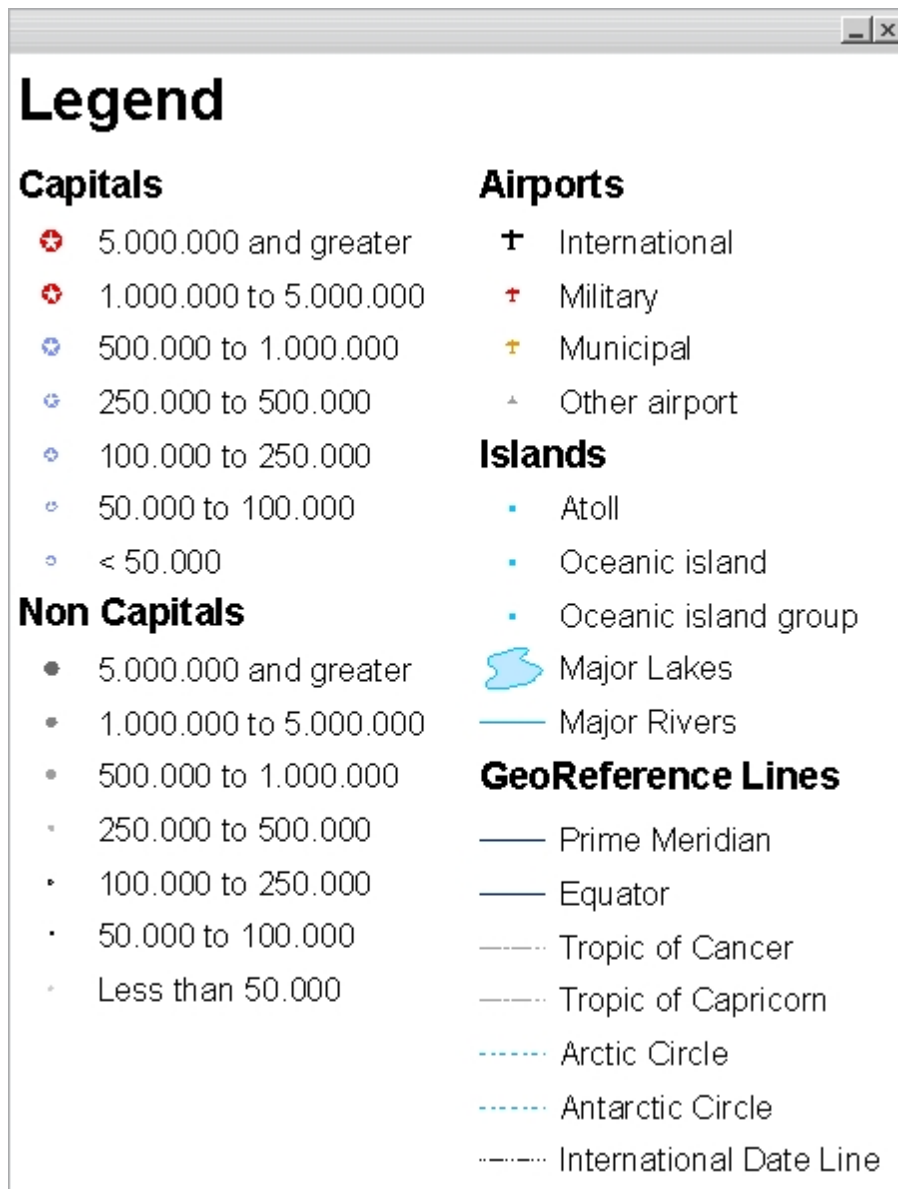 Legend
Capitals
5.000.000 and greater
1.000.000 to 5.000.000
500.000 to 1.000.000
250.000 to 500.000
100.000 to 250.000
50.000 to 100.000
< 50.000
Non Capitals
5.000.000 and greater
1.000.000 to 5.000.000
500.000 to 1.000.000
250.000 to 500.000
100.000 to 250.000
50.000 to 100.000
Less than 50.000
Airports
International
Military
Municipal
Other airport
Islands
Atoll
Oceanic island
Oceanic island group
Major Lakes
Major Rivers
GeoReference Lines
Prime Meridian
Equator
Tropic of Cancer
Tropic of Capricorn
Arctic Circle
Antarctic Circle
International Date Line